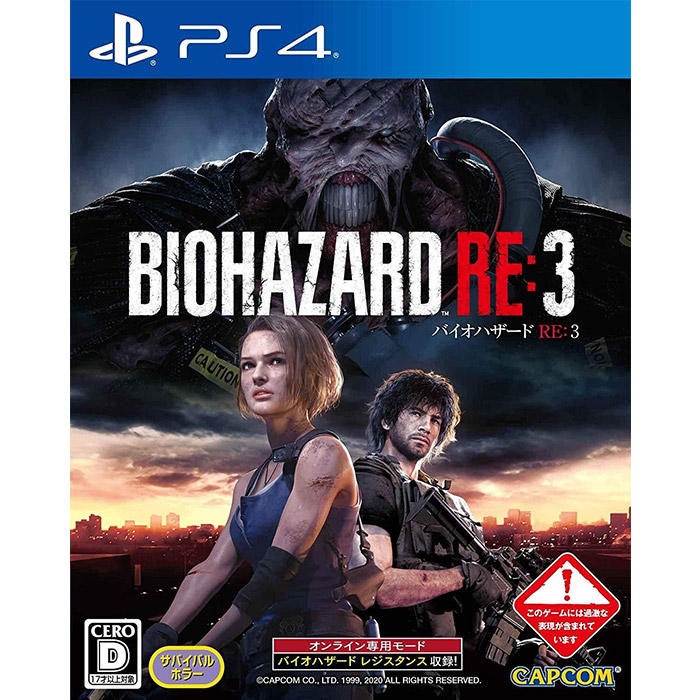 PS4
BIOHAZARD RE:3
TM
バイオハザード RE:3
CAUTION
NO
CERO
D
17才以上対象
サバイバル
ホラー
オンライン専用モード
バイオハザード レジスタンス 収録!
©CAPCOM CO., LTD. 1999, 2020 ALL RIGHTS RESERVED.
!
このゲームには過激な
表現が含まれて
います
CAPCOM